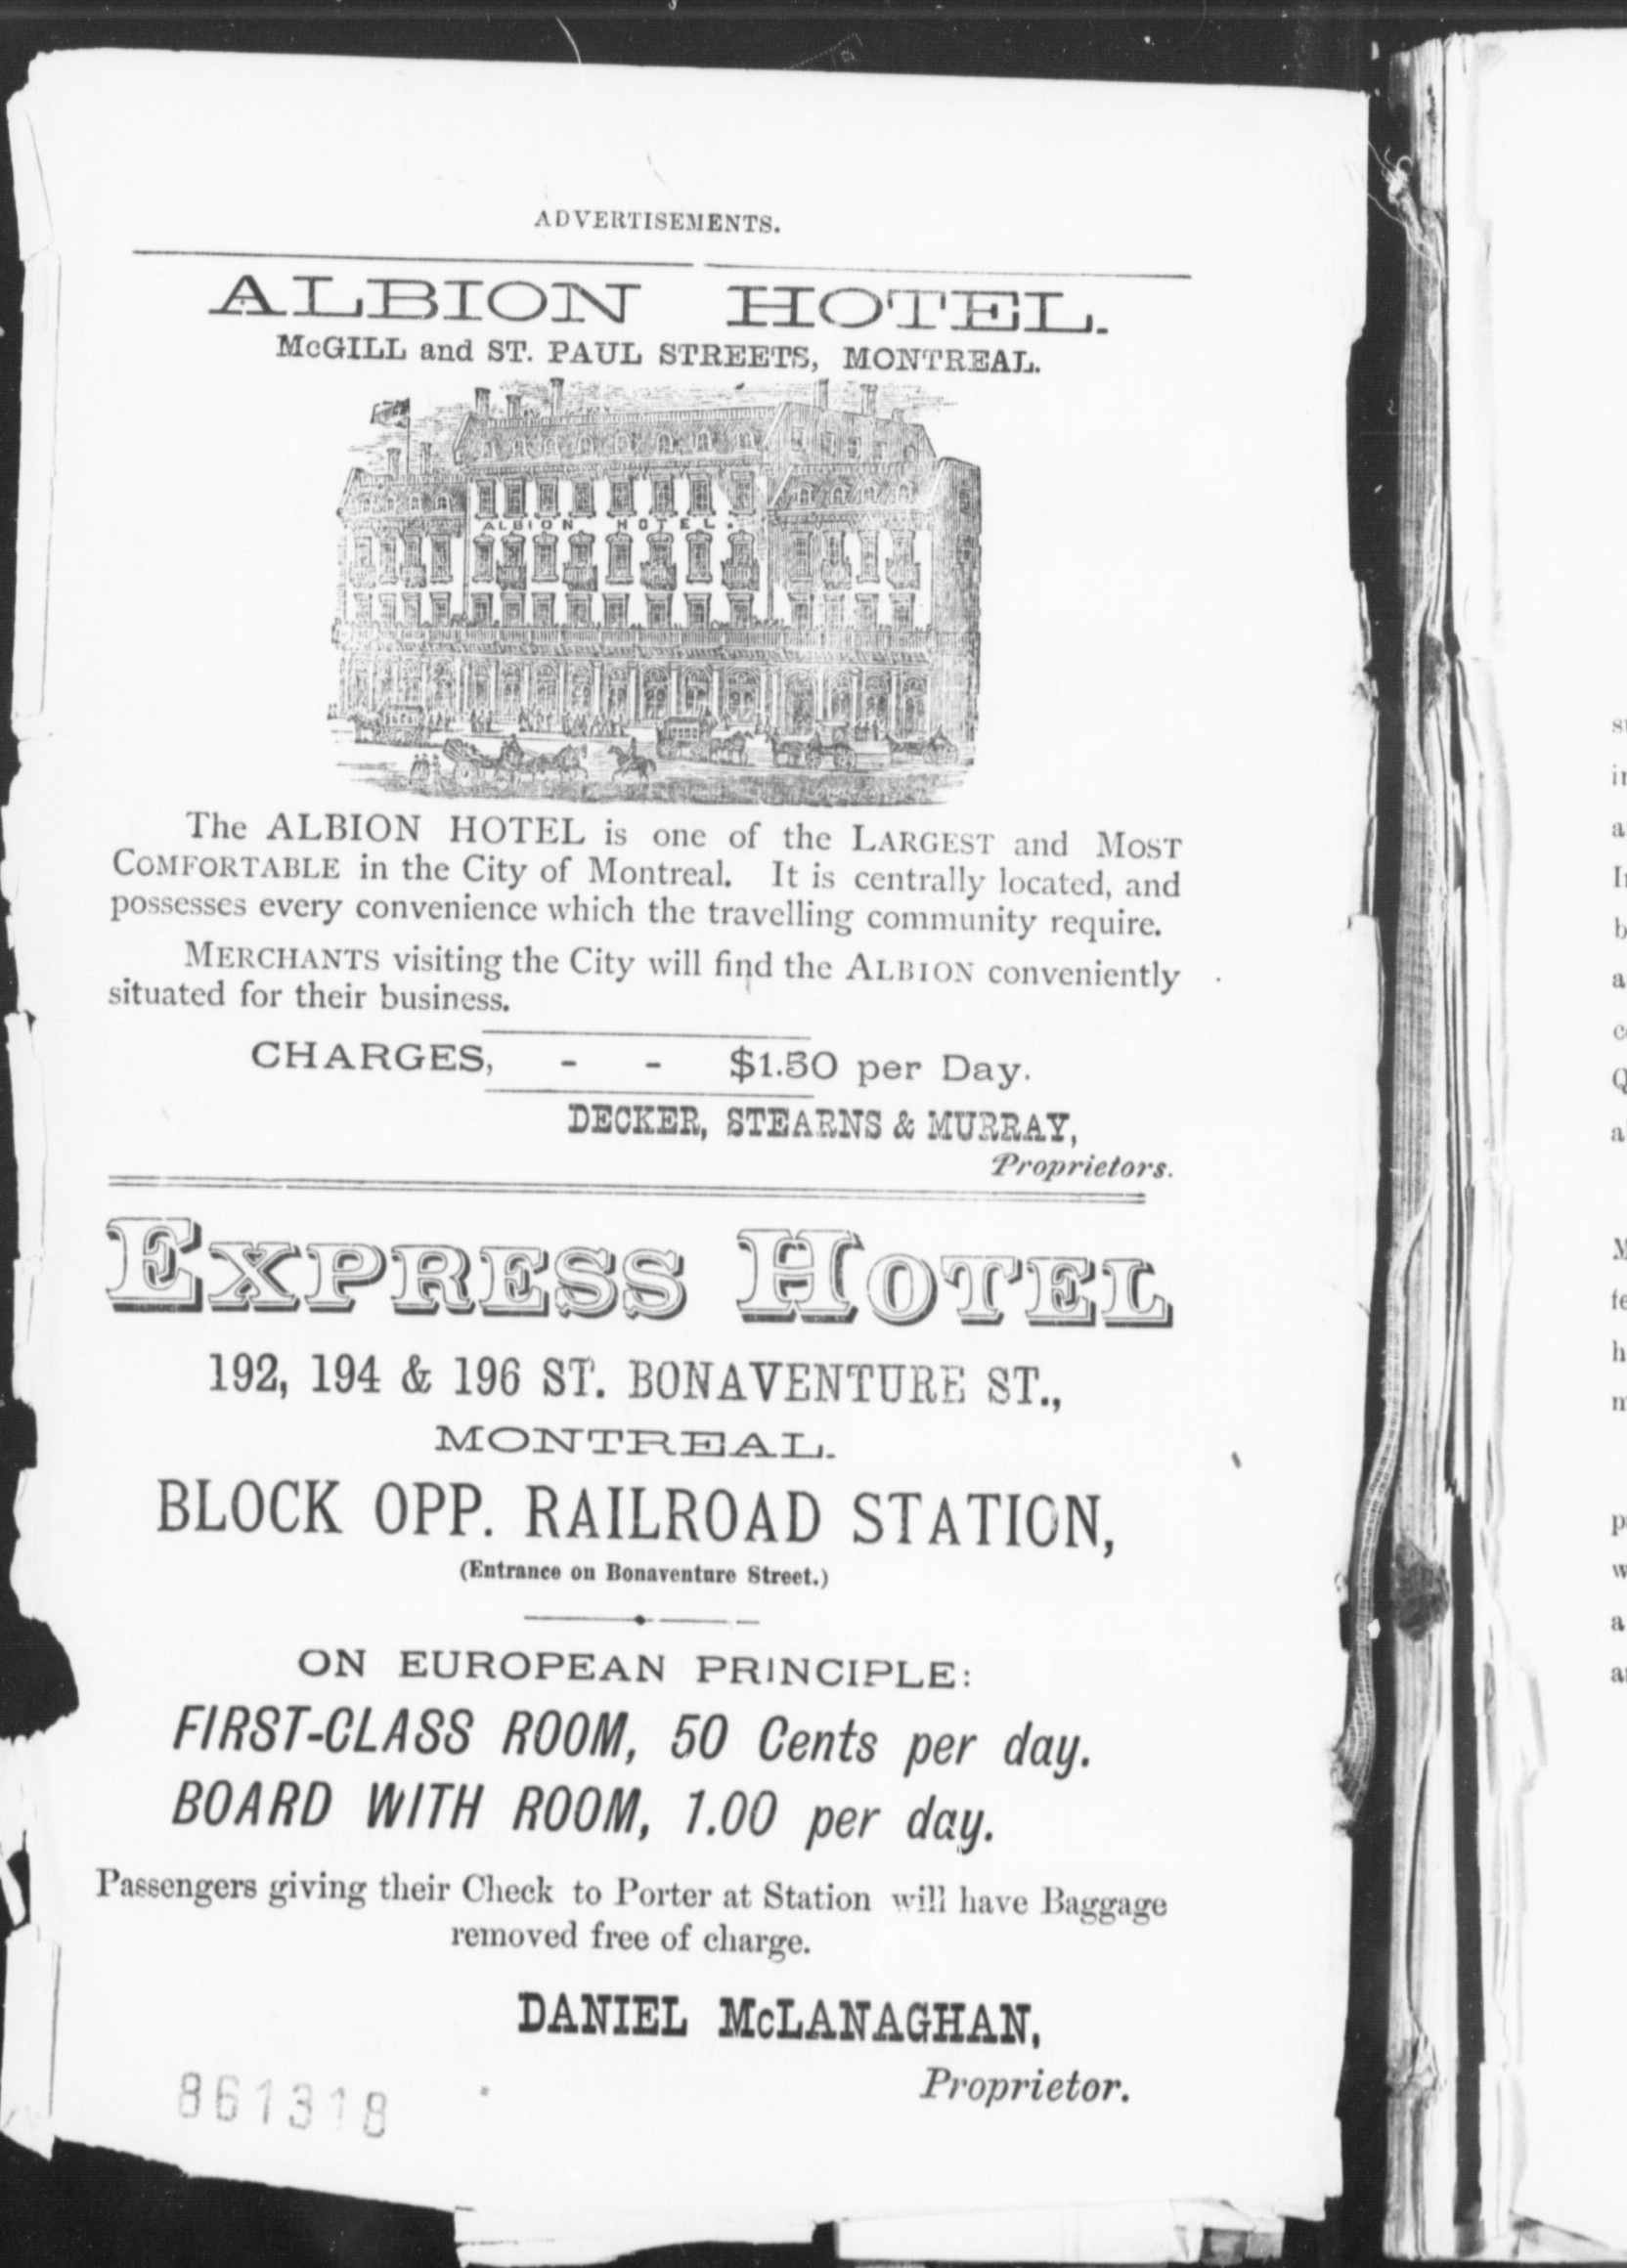 ADVERTISEMENTS.
ALBION HOTEL.
McGILL and ST. PAUL STREETS, MONTREAL.
ALBION HOTEL.
The ALBION HOTEL is one of the LARGEST and MOST
COMFORTABLE in the City of Montreal. It is centrally located, and
possesses every convenience which the travelling community require.
MERCHANTS visiting the City will find the ALBION conveniently
situated for their business.
CHARGES, - - $1.50 per Day.
DECKER, STEARNS & MURRAY,
Proprietors.
EXPRESS HOTEL
192, 194 & 196 ST. BONAVENTURE ST.,
MONTREAL.
BLOCK OPP. RAILROAD STATION,
(Entrance on Bonaventure Street.)
ON EUROPEAN PRINCIPLE:
FIRST-CLASS ROOM, 50 Cents per day.
BOARD WITH ROOM, 1.00 per day.
Passengers giving their Check to Porter at Station will have Baggage
removed free of charge.
DANIEL McLANAGHAN,
Proprietor.
861318